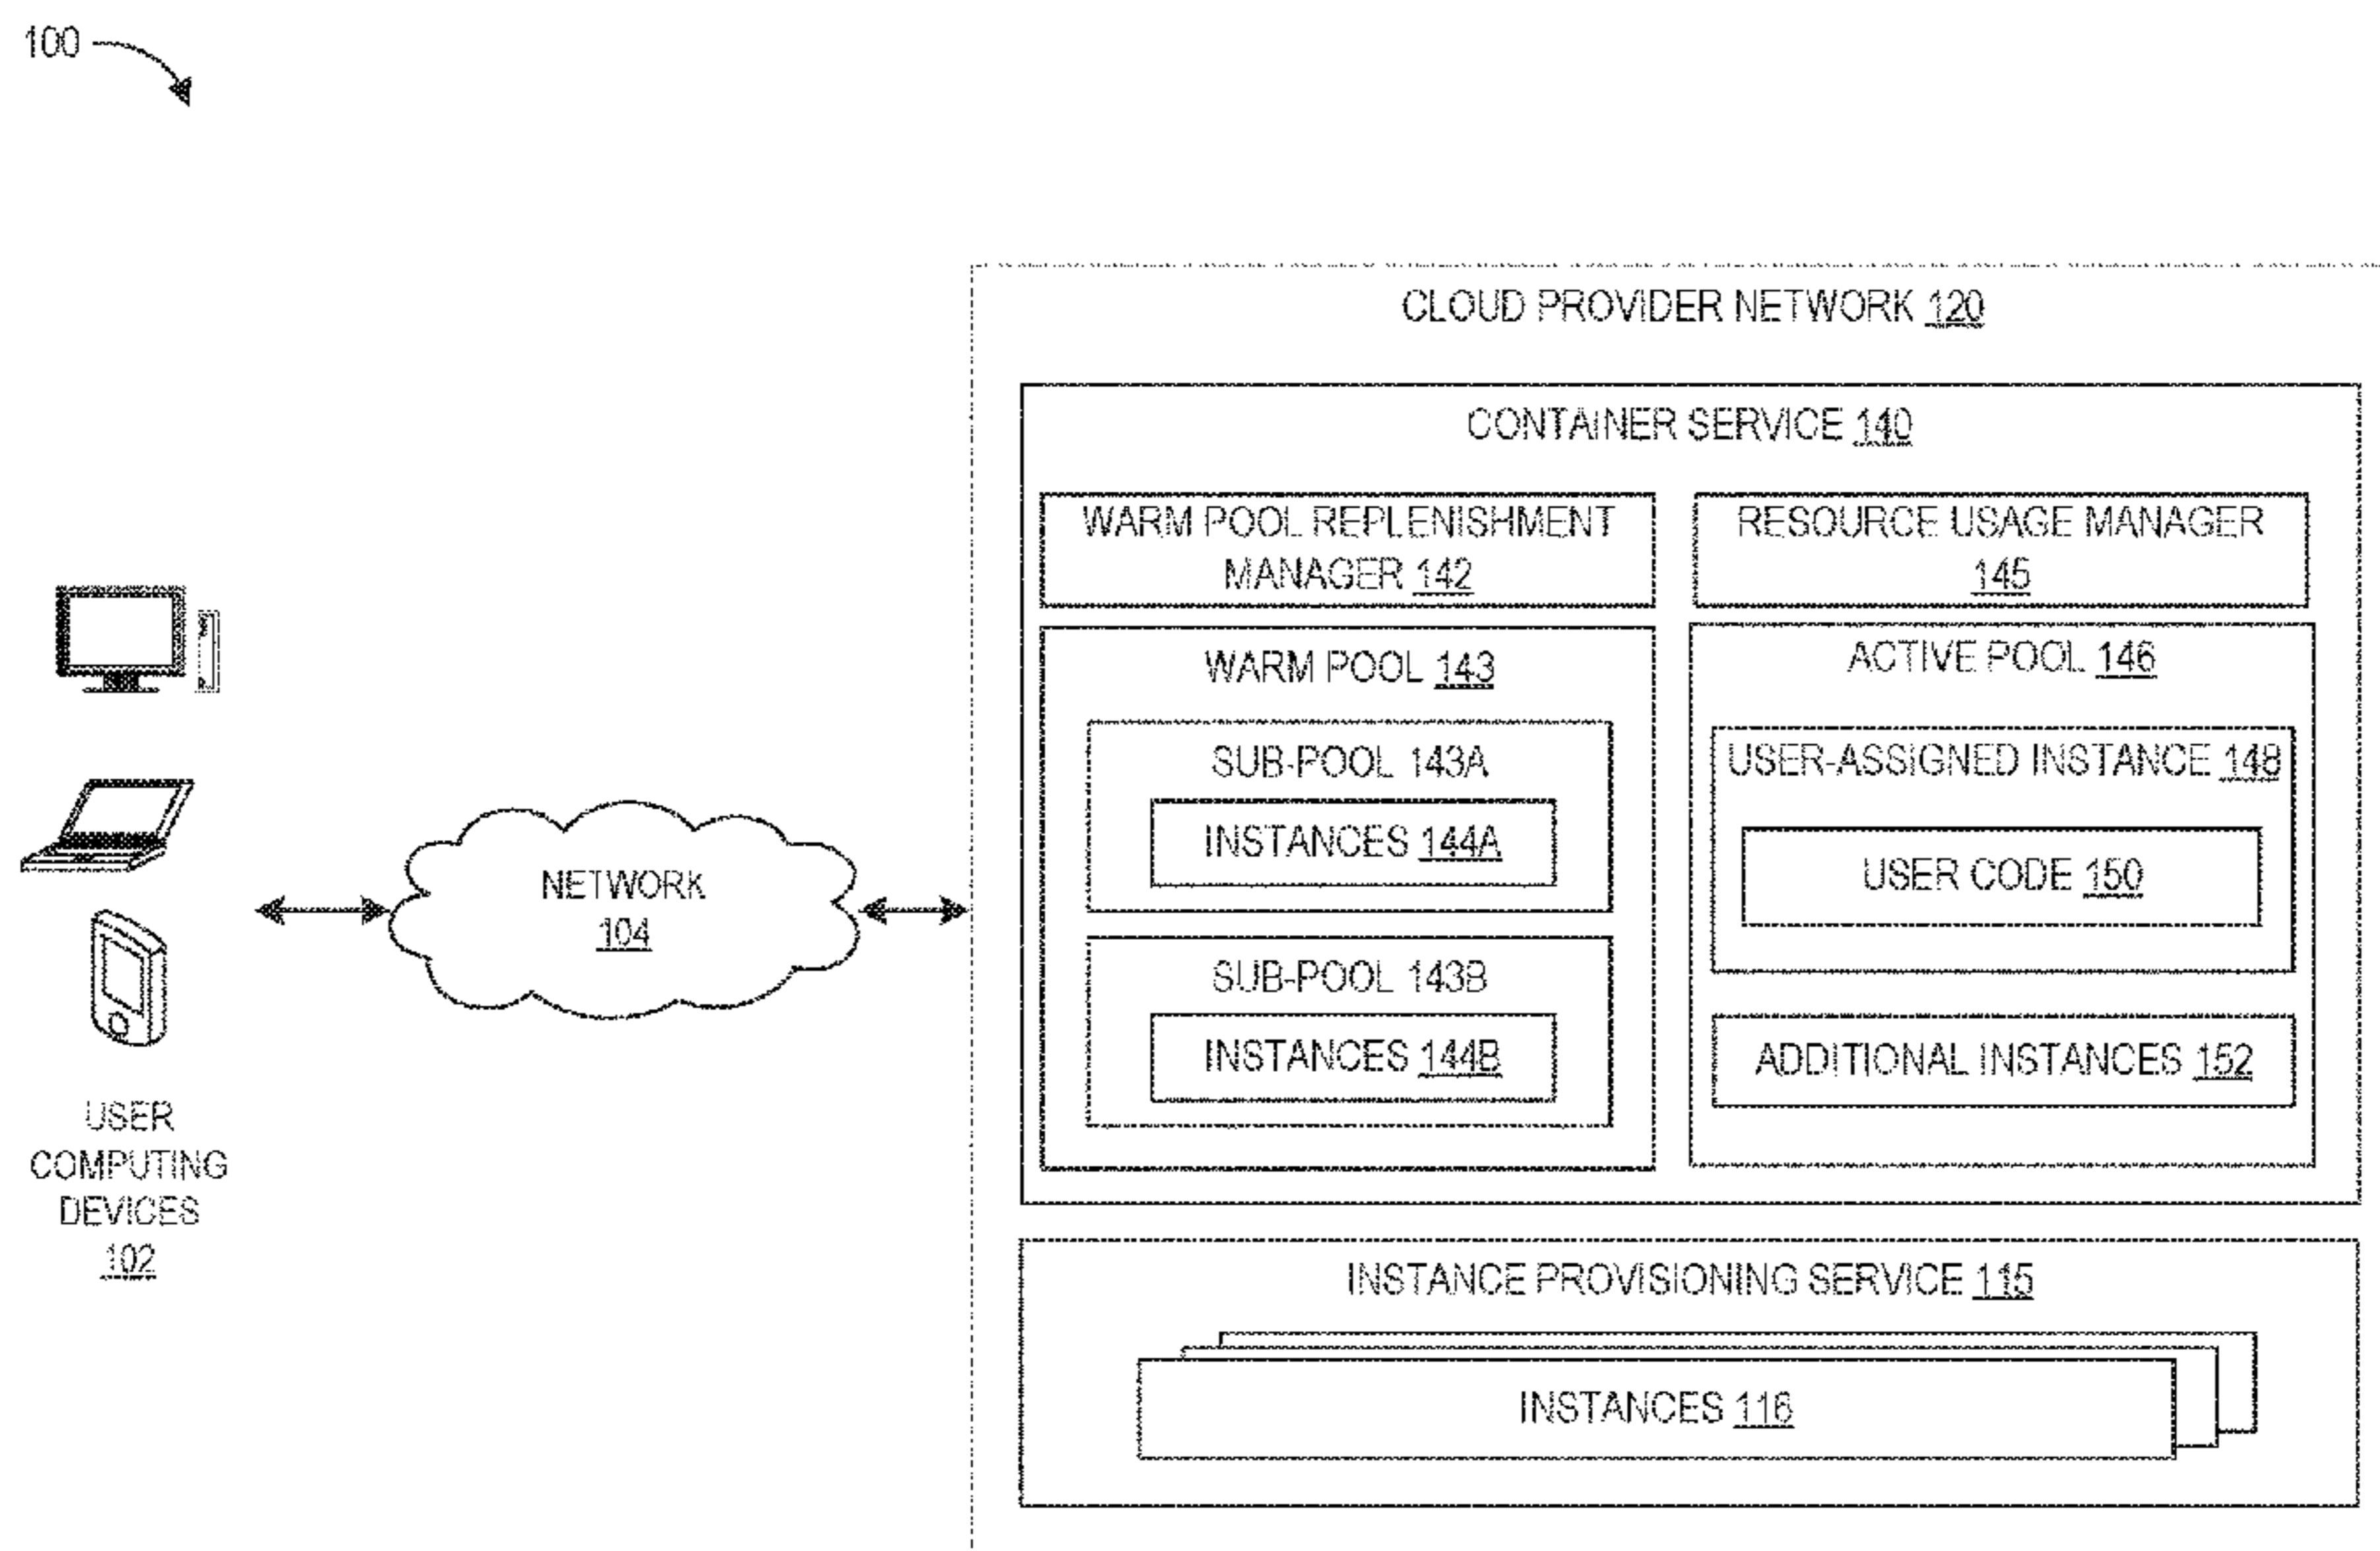 100
CLOUD PROVIDER NETWORK 120
CONTAINER SERVICE 140
WARM POOL REPLENISHMENT
MANAGER 142
RESOURCE USAGE MANAGER
145
WARM POOL 143
SUB-POOL 143A
INSTANCES 144A
SUB-POOL 143B
INSTANCES 144B
ACTIVE POOL 146
USER-ASSIGNED INSTANCE 148
USER CODE 150
ADDITIONAL INSTANCES 152
NETWORK
104
USER
COMPUTING
DEVICES
102
INSTANCE PROVISIONING SERVICE 115
INSTANCES 116